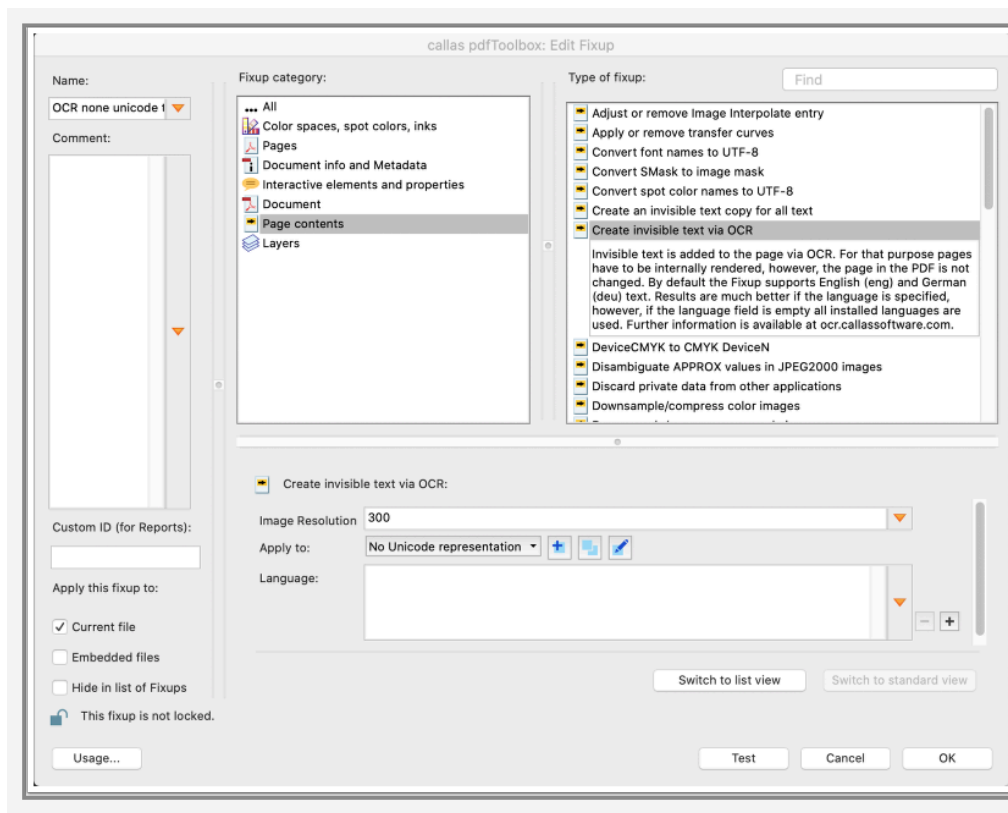 callas pdfToolbox: Edit Fixup
Name:
OCR none unicode
Comment:
Custom ID (for Reports):
Apply this fixup to:
Current file
Embedded files
Hide in list of Fixups
This fixup is not locked.
Usage...
Fixup category:
... All
Color spaces, spot colors, inks
Pages
Document info and Metadata
Interactive elements and properties
Document
Page contents
Layers
Type of fixup:
Find
Adjust or remove Image Interpolate entry
Apply or remove transfer curves
Convert font names to UTF-8
Convert SMask to image mask
Convert spot color names to UTF-8
Create an invisible text copy for all text
Create invisible text via OCR
Invisible text is added to the page via OCR. For that purpose pages
have to be internally rendered, however, the page in the PDF is not
changed. By default the Fixup supports English (eng) and German
(deu) text. Results are much better if the language is specified,
however, if the language field is empty all installed languages are
used. Further information is available at ocr.callassoftware.com.
DeviceCMYK to CMYK DeviceN
Disambiguate APPROX values in JPEG2000 images
Discard private data from other applications
Downsample/compress color images
Create invisible text via OCR:
Image Resolution 300
Apply to: No Unicode representation
Language:
Switch to list view
Switch to standard view
Test
Cancel
OK